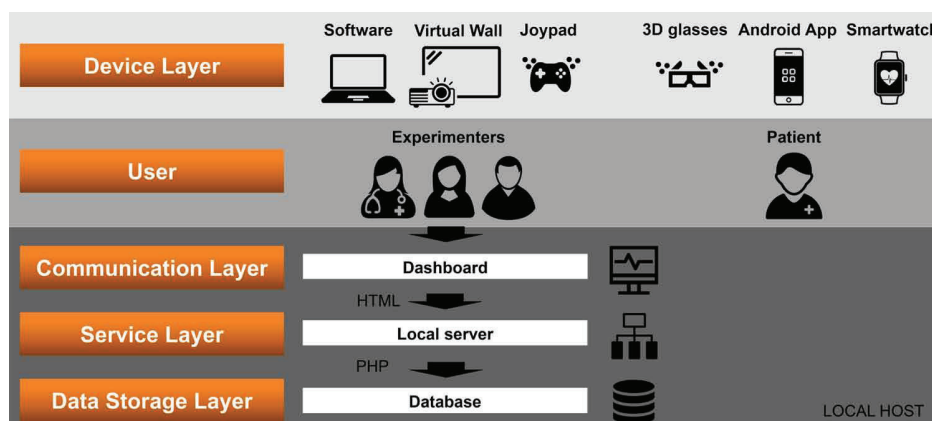 Software Virtual Wall Joypad 3D glasses Android App Smartwatch
Device Layer
Experimenters Patient
User
Communication Layer Dashboard
HTML
Service Layer Local server
PHP
Data Storage Layer Database
LOCAL HOST